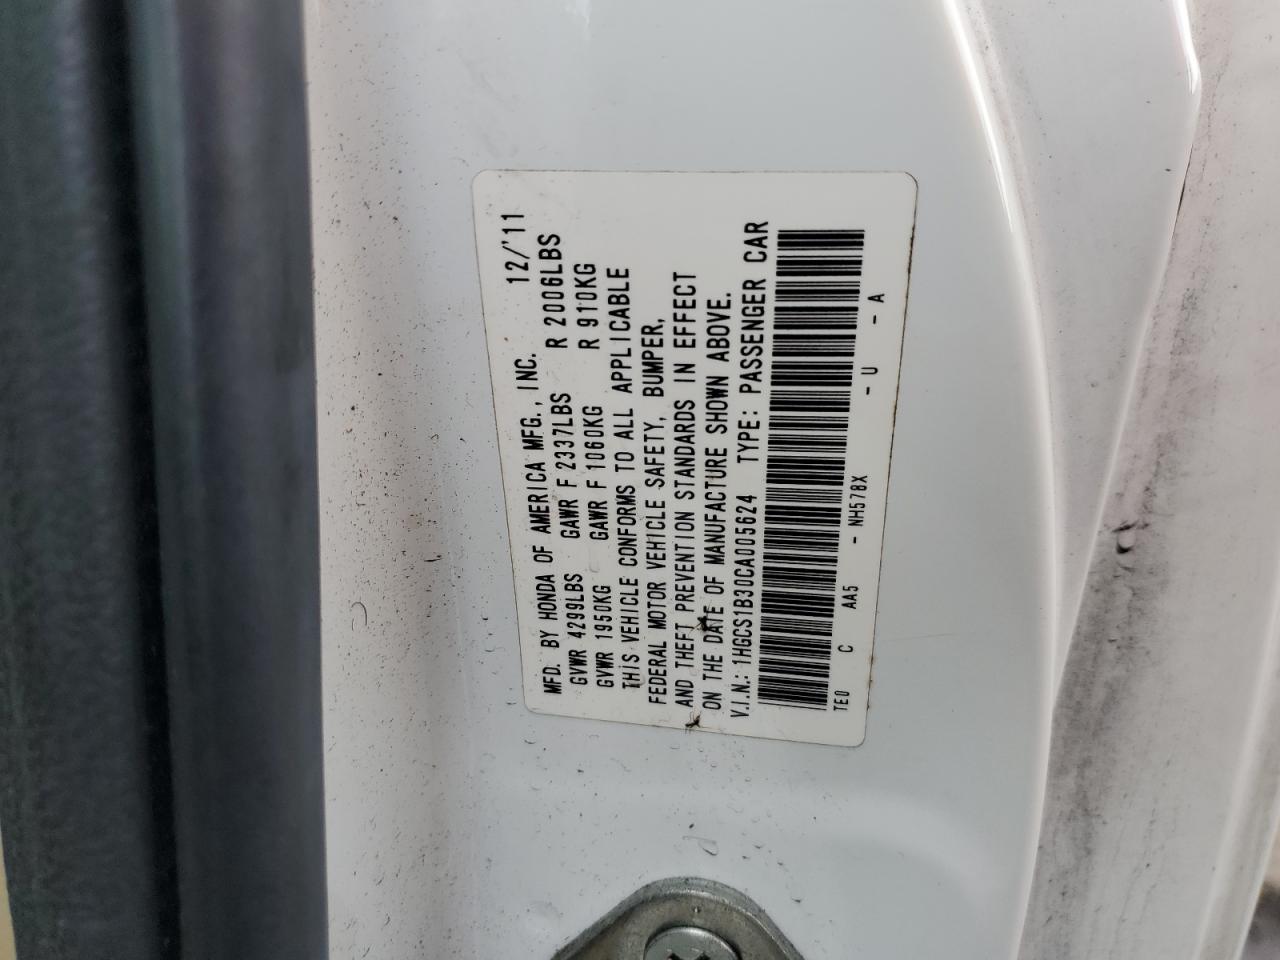 MFD. BY HONDA OF AMERICA MFG., INC. 12/'11
GVWR 4299LBS GAWR F 2337LBS R 2006LBS
GVWR 1950KG GAWR F 1060KG R 910KG
THIS VEHICLE CONFORMS TO ALL APPLICABLE
FEDERAL MOTOR VEHICLE SAFETY, BUMPER,
AND THEFT PREVENTION STANDARDS IN EFFECT
ON THE DATE OF MANUFACTURE SHOWN ABOVE.
V.I.N.: 1HGCS1B30CA005624 TYPE: PASSENGER CAR
TE0 C AA5 - NH578X - U - A